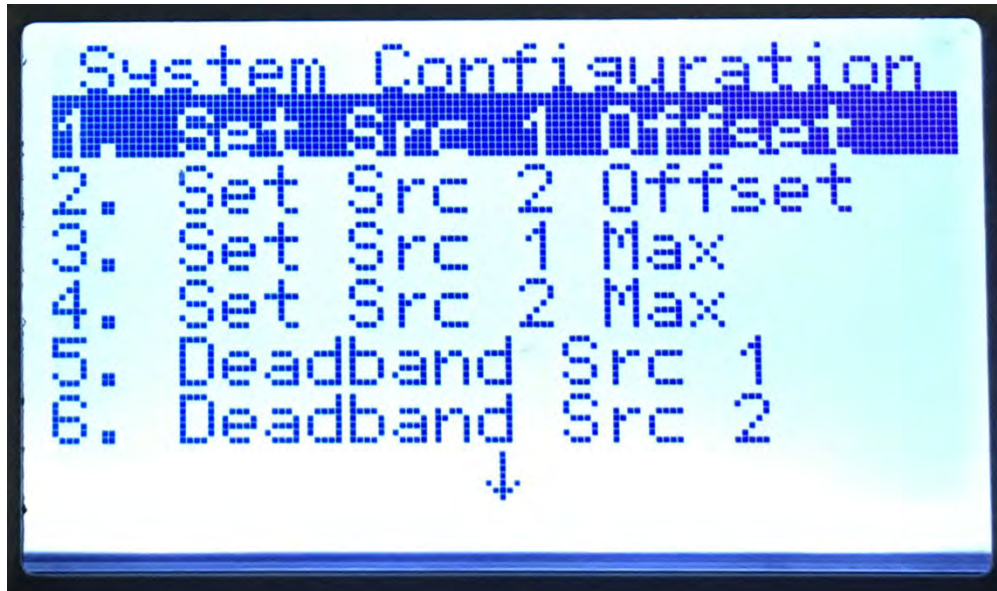 System Configuration
1. Set Src 1 Offset
2. Set Src 2 Offset
3. Set Src 1 Max
4. Set Src 2 Max
5. Deadband Src 1
6. Deadband Src 2
↓